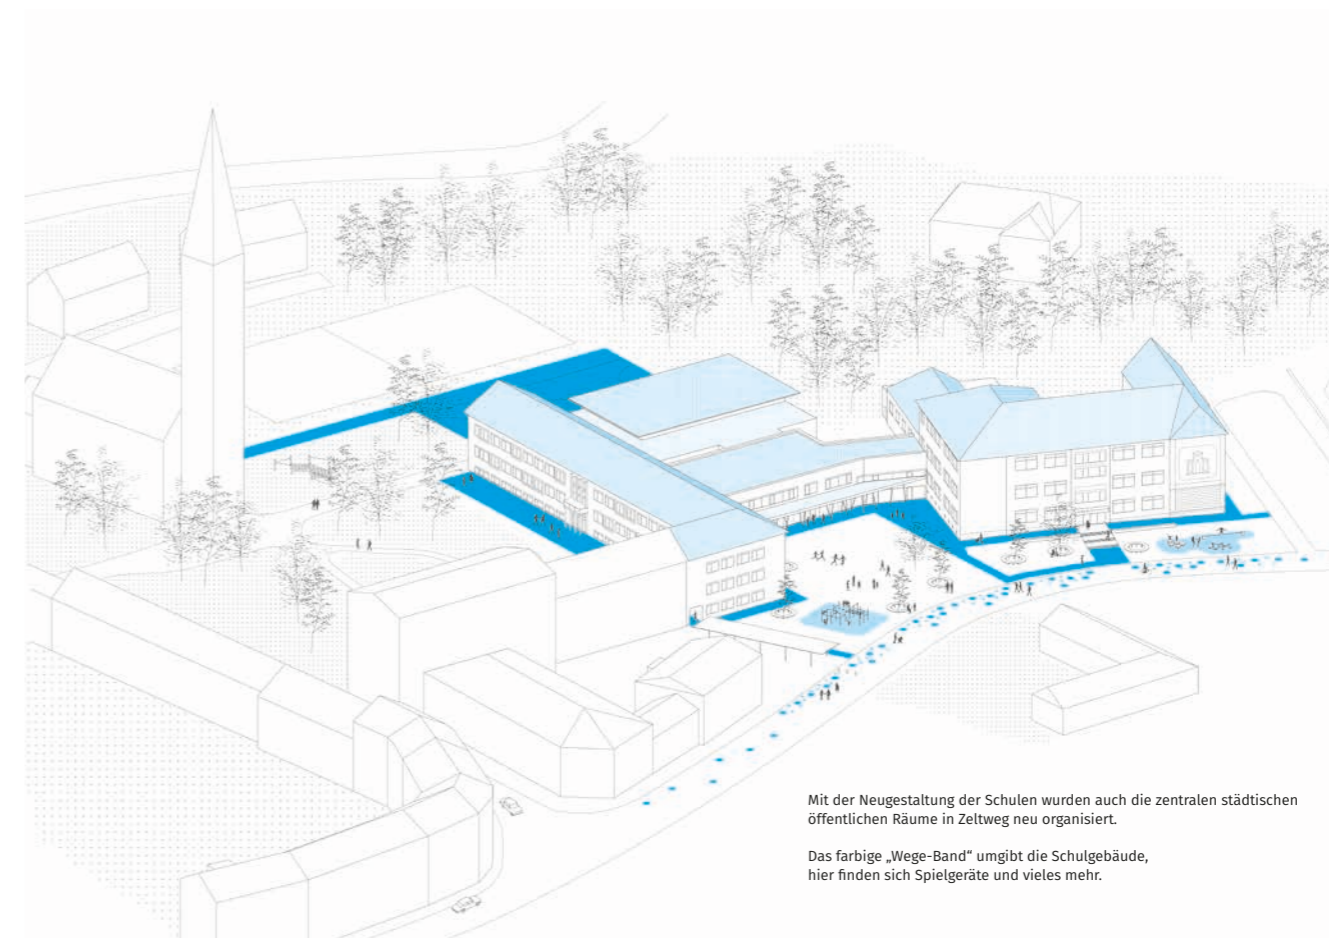 Mit der Neugestaltung der Schulen wurden auch die zentralen städtischen
öffentlichen Räume in Zeltweg neu organisiert.
Das farbige „Wege-Band“ umgibt die Schulgebäude,
hier finden sich Spielgeräte und vieles mehr.